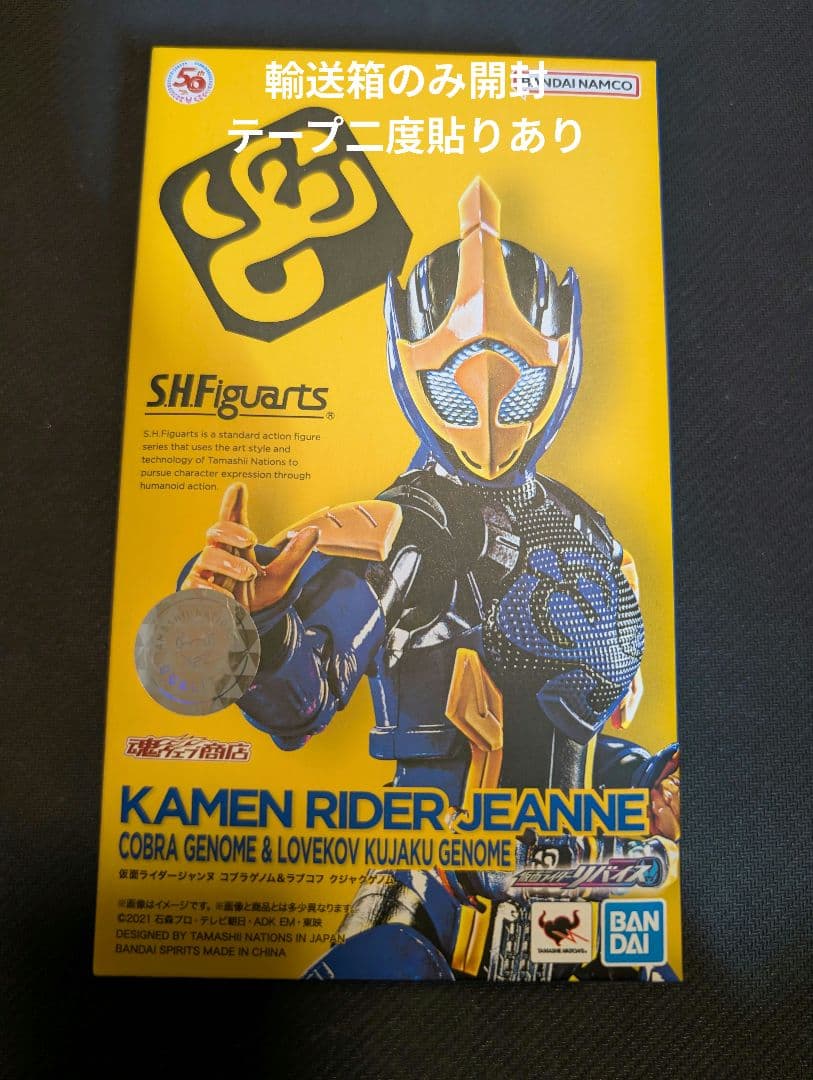 輸送箱のみ開封
テープ二度貼りあり
50th
BANDAI NAMCO
S.H.Figuarts®
S.H.Figuarts is a standard action figure
series that uses the art style and
technology of Tamashii Nations to
pursue character expression through
humanoid action.
魂ウェブ商店
KAMEN RIDER JEANNE
COBRA GENOME & LOVEKOV KUJAKU GENOME
仮面ライダーリバイス
仮面ライダージャンヌ コブラゲノム&ラブコフ クジャクゲノム
※画像はイメージです。※画像と商品とは多少異なります。
©2021 石森プロ・テレビ朝日・ADK EM・東映
DESIGNED BY TAMASHII NATIONS IN JAPAN
BANDAI SPIRITS MADE IN CHINA
TAMASHII NATIONS®
BAN
DAI